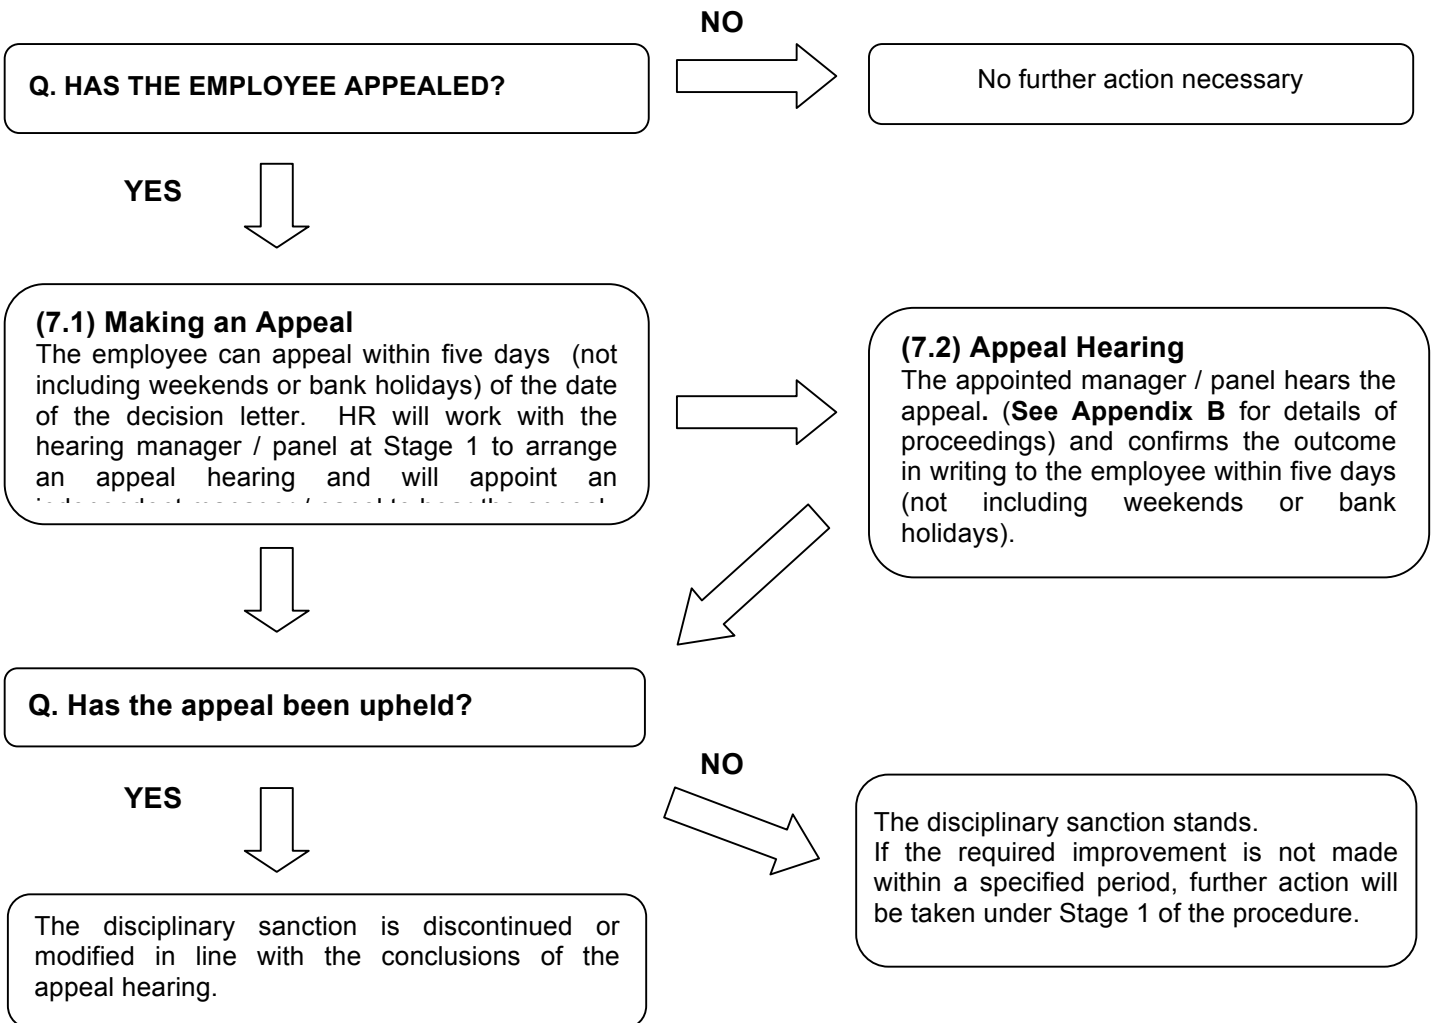 NO
Q. HAS THE EMPLOYEE APPEALED?
No further action necessary
YES
(7.1) Making an Appeal
The employee can appeal within five days (not
including weekends or bank holidays) of the date
of the decision letter. HR will work with the
hearing manager / panel at Stage 1 to arrange
an appeal hearing and will appoint an
(7.2) Appeal Hearing
The appointed manager / panel hears the
appeal. (See Appendix B for details of
proceedings) and confirms the outcome
in writing to the employee within five days
(not including weekends or bank
holidays).
Q. Has the appeal been upheld?
NO
YES
The disciplinary sanction stands.
If the required improvement is not made
within a specified period, further action will
be taken under Stage 1 of the procedure.
The disciplinary sanction is discontinued or
modified in line with the conclusions of the
appeal hearing.